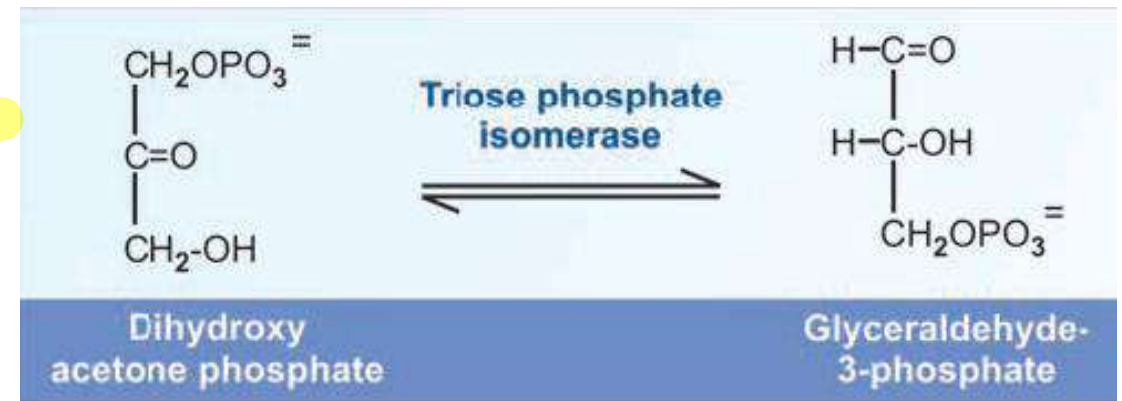 CH₂OPO₃⁼
C=O
CH₂-OH
Triose phosphate
isomerase
H-C=O
H-C-OH
CH₂OPO₃⁼
Dihydroxy
acetone phosphate
Glyceraldehyde-
3-phosphate